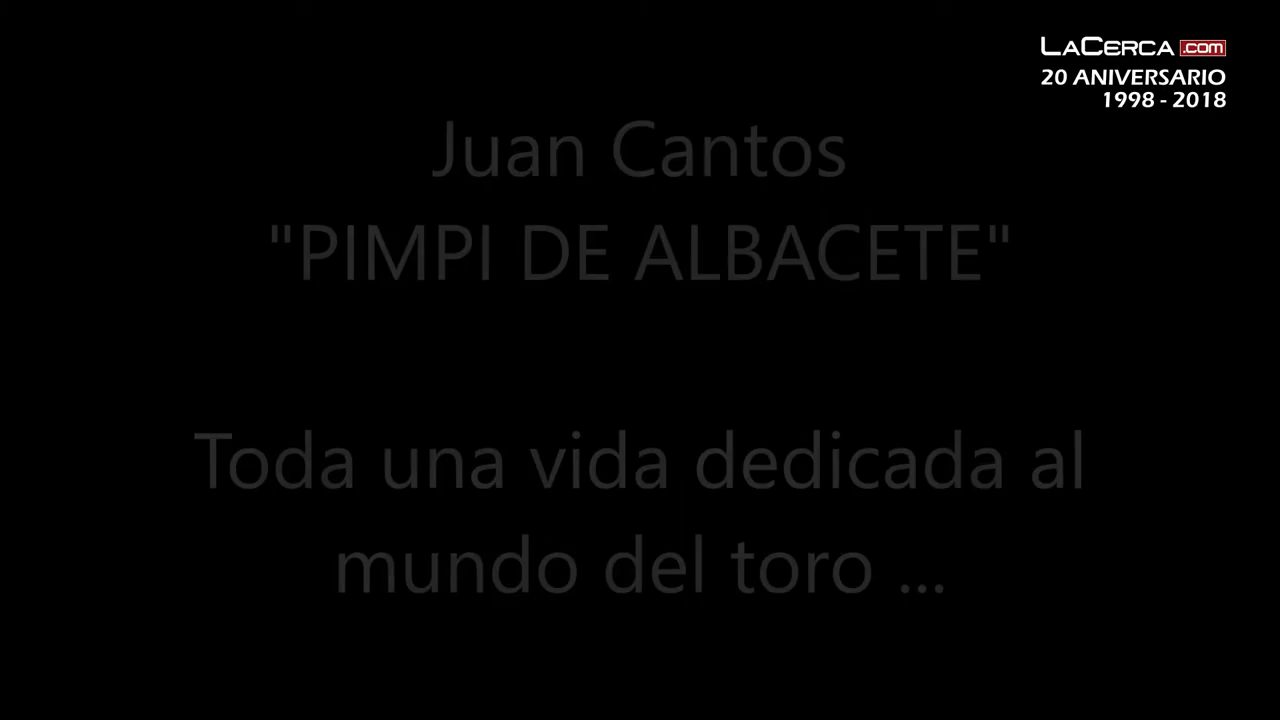 LACERCA.com
20 ANIVERSARIO
1998 - 2018
Juan Cantos
"PIMPI DE ALBACETE"
Toda una vida dedicada al
mundo del toro ...